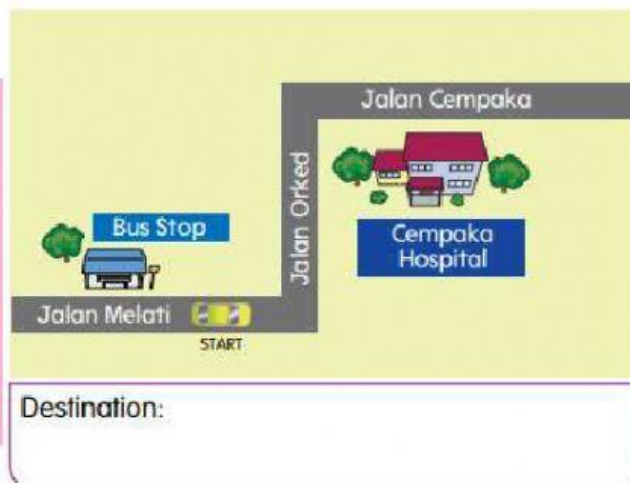 Jalan Cempaka
Jalan Orked
Bus Stop
Cempaka
Hospital
Jalan Melati
START
Destination: